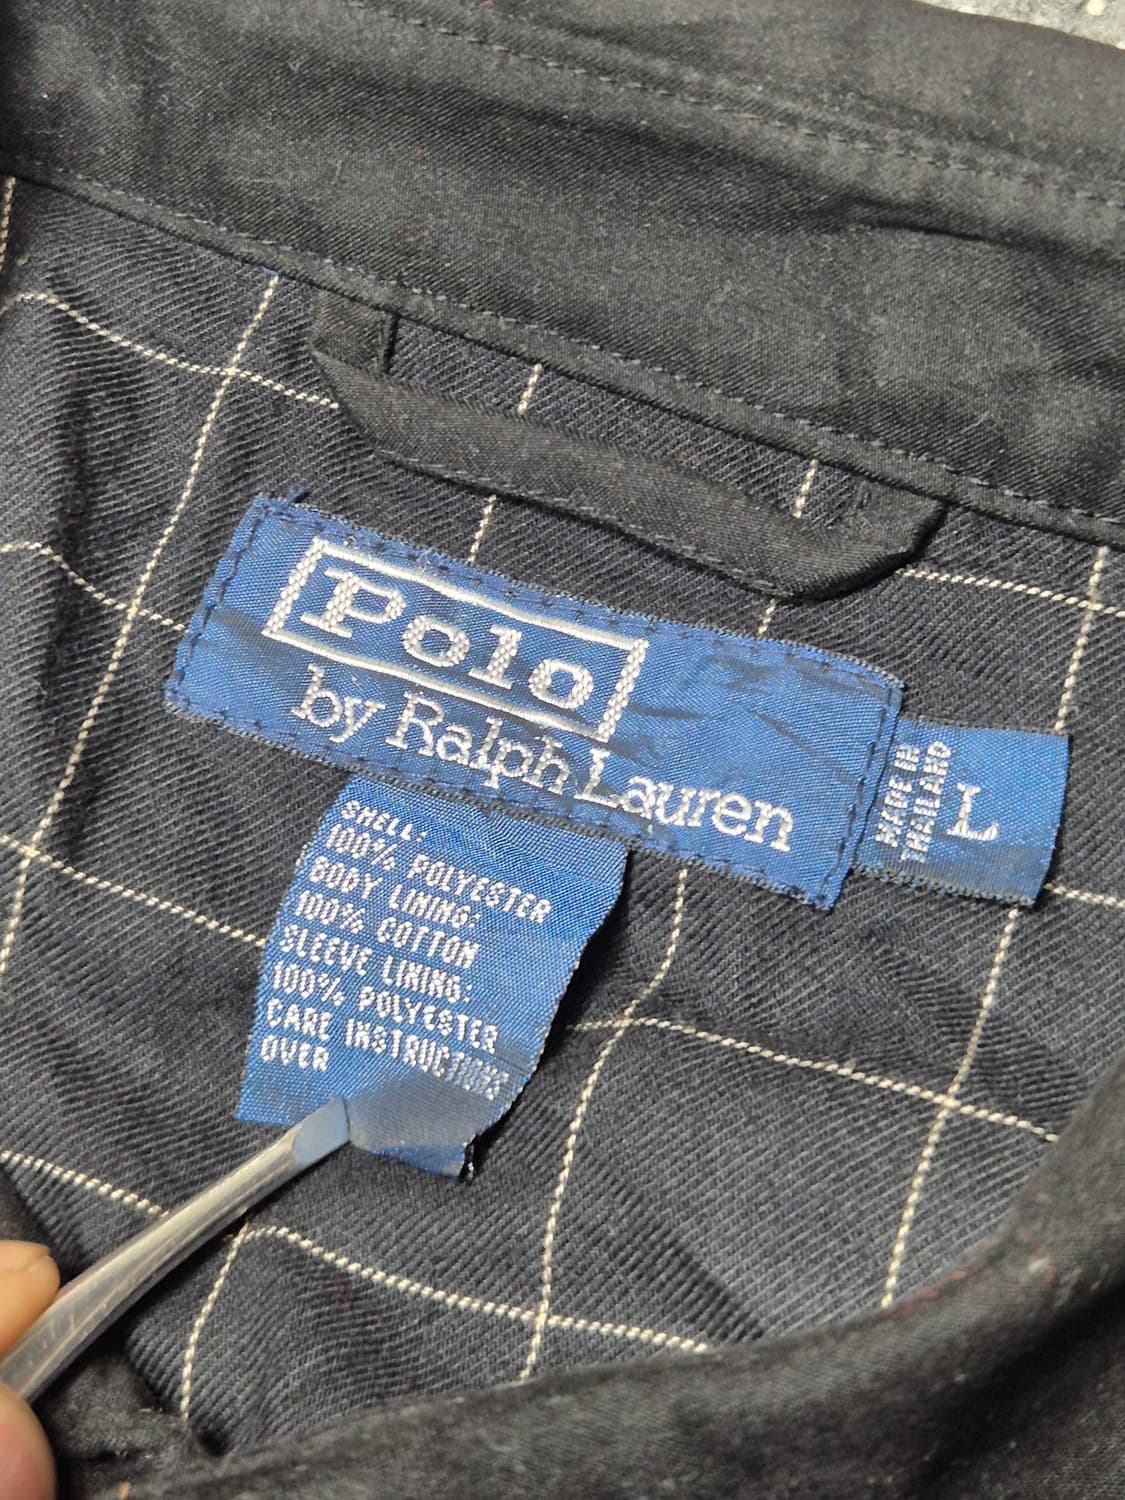 Polo
by Ralph Lauren
MADE IN
THAILAND
L
SHELL:
100% POLYESTER
BODY LINING:
100% COTTON
SLEEVE LINING:
100% POLYESTER
CARE INSTRUCTIONS
OVER